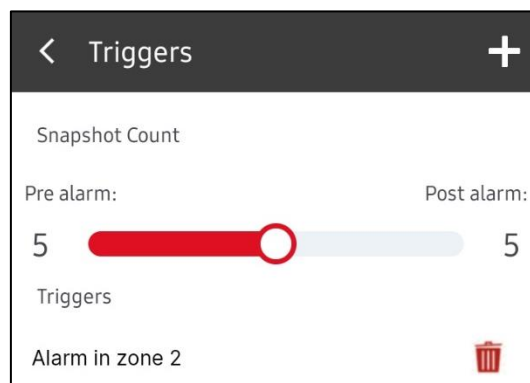 Triggers
Snapshot Count
Pre alarm: Post alarm:
5 5
Triggers
Alarm in zone 2